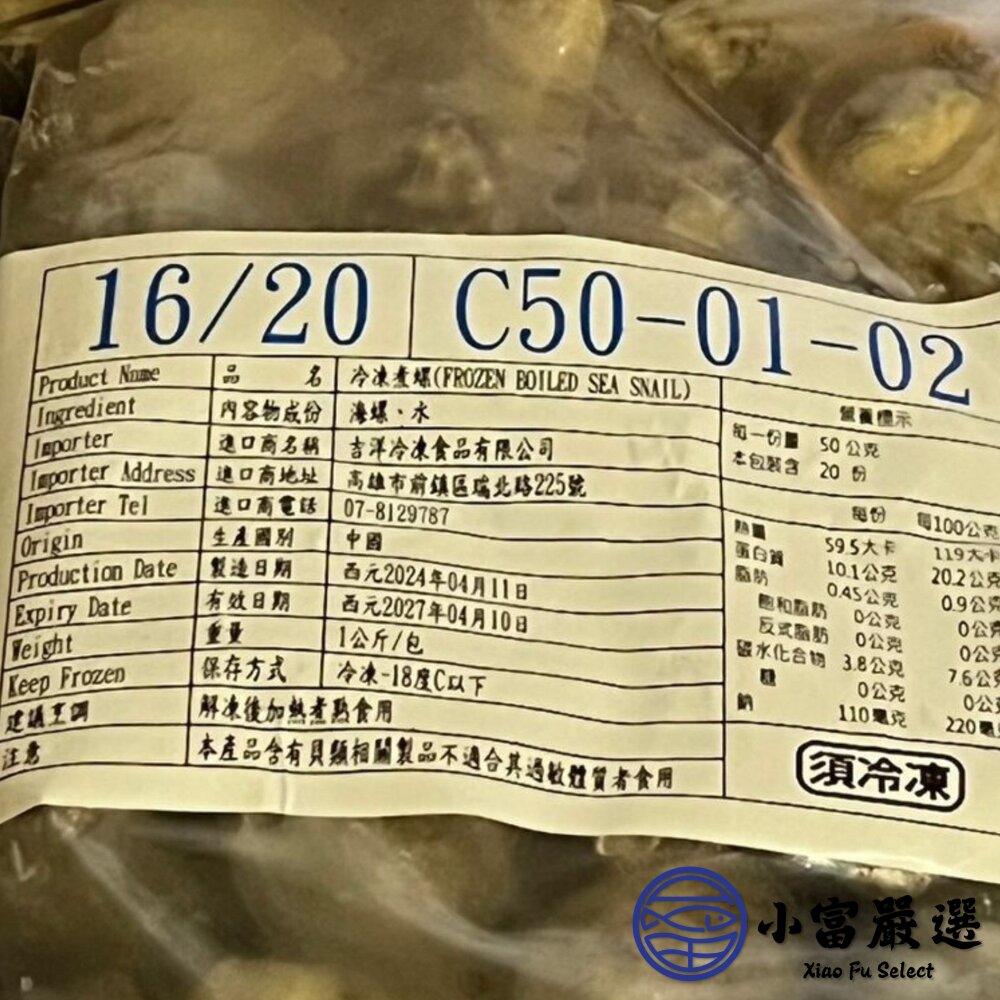 16/20 C50-01-02
Product Name 品名 冷凍煮螺(FROZEN BOILED SEA SNAIL)
Ingredient 內容物成份 海螺、水
Importer 進口商名稱 吉洋冷凍食品有限公司
Importer Address 進口商地址 高雄市前鎮區瑞北路225號
Importer Tel 進口商電話 07-8129787
Origin 生產國別 中國
Production Date 製造日期 西元2024年04月11日
Expiry Date 有效日期 西元2027年04月10日
Weight 重量 1公斤/包
Keep Frozen 保存方式 冷凍-18度C以下
建議烹調 解凍後加熱煮熟食用
注意 本產品含有貝類相關製品不適合其過敏體質者食用
營養標示
每一份量 50公克
本包裝含 20 份
每份 每100公克
熱量 59.5大卡 119大卡
蛋白質 10.1公克 20.2公克
脂肪 0.45公克 0.9公克
飽和脂肪 0公克 0公克
反式脂肪 0公克 0公克
碳水化合物 3.8公克 7.6公克
糖 0公克 0公克
鈉 110毫克 220毫克
須冷凍
小富嚴選
Xiao Fu Select